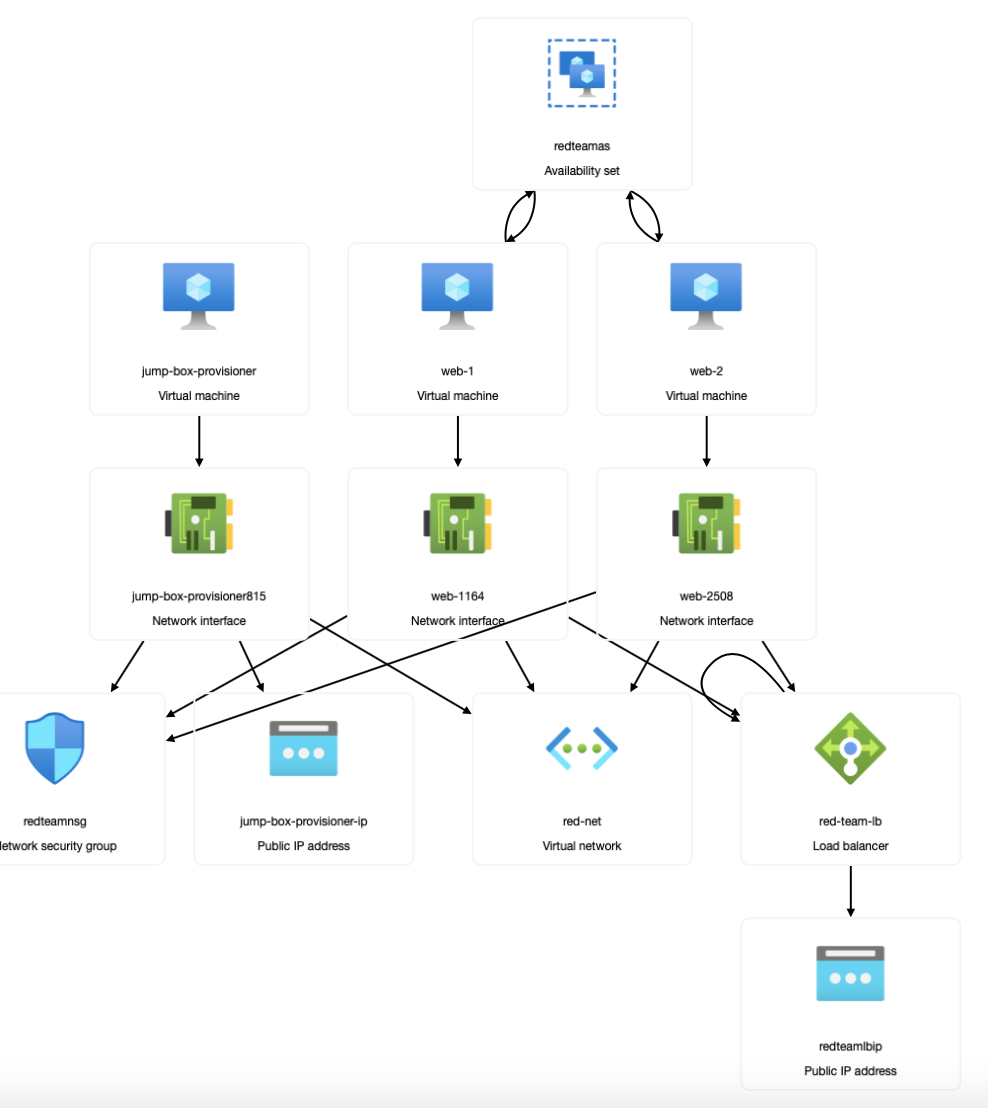 redteamas
Availability set
jump-box-provisioner
Virtual machine
web-1
Virtual machine
web-2
Virtual machine
jump-box-provisioner815
Network interface
web-1164
Network interface
web-2508
Network interface
redteamnsg
etwork security group
jump-box-provisioner-ip
Public IP address
red-net
Virtual network
red-team-lb
Load balancer
redteamlbip
Public IP address